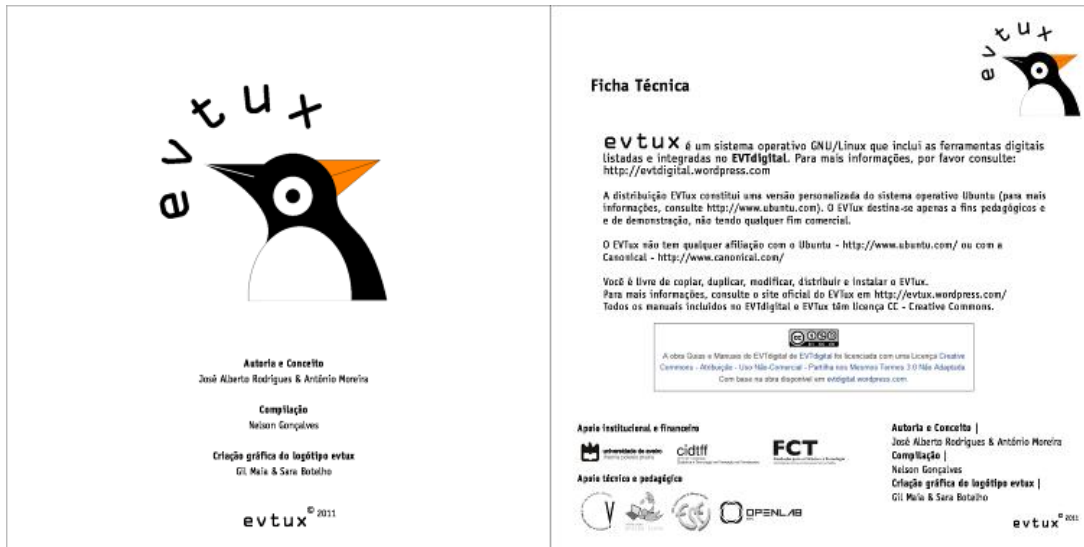 evtux
Autoria e Conceito
José Alberto Rodrigues & António Moreira
Compilação
Nelson Gonçalves
Criação gráfica do logótipo evtux
Gil Maia & Sara Botelho
evtux © 2011
evtux
Ficha Técnica
evtux é um sistema operativo GNU/Linux que inclui as ferramentas digitais
listadas e integradas no EVTdigital. Para mais informações, por favor consulte:
http://evtdigital.wordpress.com
A distribuição EVTux constitui uma versão personalizada do sistema operativo Ubuntu (para mais
informações, consulte http://www.ubuntu.com). O EVTux destina-se apenas a fins pedagógicos e
e de demonstração, não tendo qualquer fim comercial.
O EVTux não tem qualquer afiliação com o Ubuntu - http://www.ubuntu.com/ ou com a
Canonical - http://www.canonical.com/
Você é livre de copiar, duplicar, modificar, distribuir e instalar o EVTux.
Para mais informações, consulte o site oficial do EVTux em http://evtux.wordpress.com/
Todos os manuais incluídos no EVTdigital e EVTux têm licença CC - Creative Commons.
cc
A obra Guias e Manuais do EVTdigital de EVTdigital foi licenciada com uma Licença Creative
Commons - Atribuição - Uso Não-Comercial - Partilha nos Mesmos Termos 3.0 Não Adaptada.
Com base na obra disponível em evtdigital.wordpress.com.
Apoio institucional e financeiro
universidade de aveiro
cidtff
FCT
Apoio técnico e pedagógico
OPENLAB
Autoria e Conceito |
José Alberto Rodrigues & António Moreira
Compilação |
Nelson Gonçalves
Criação gráfica do logótipo evtux |
Gil Maia & Sara Botelho
evtux © 2011